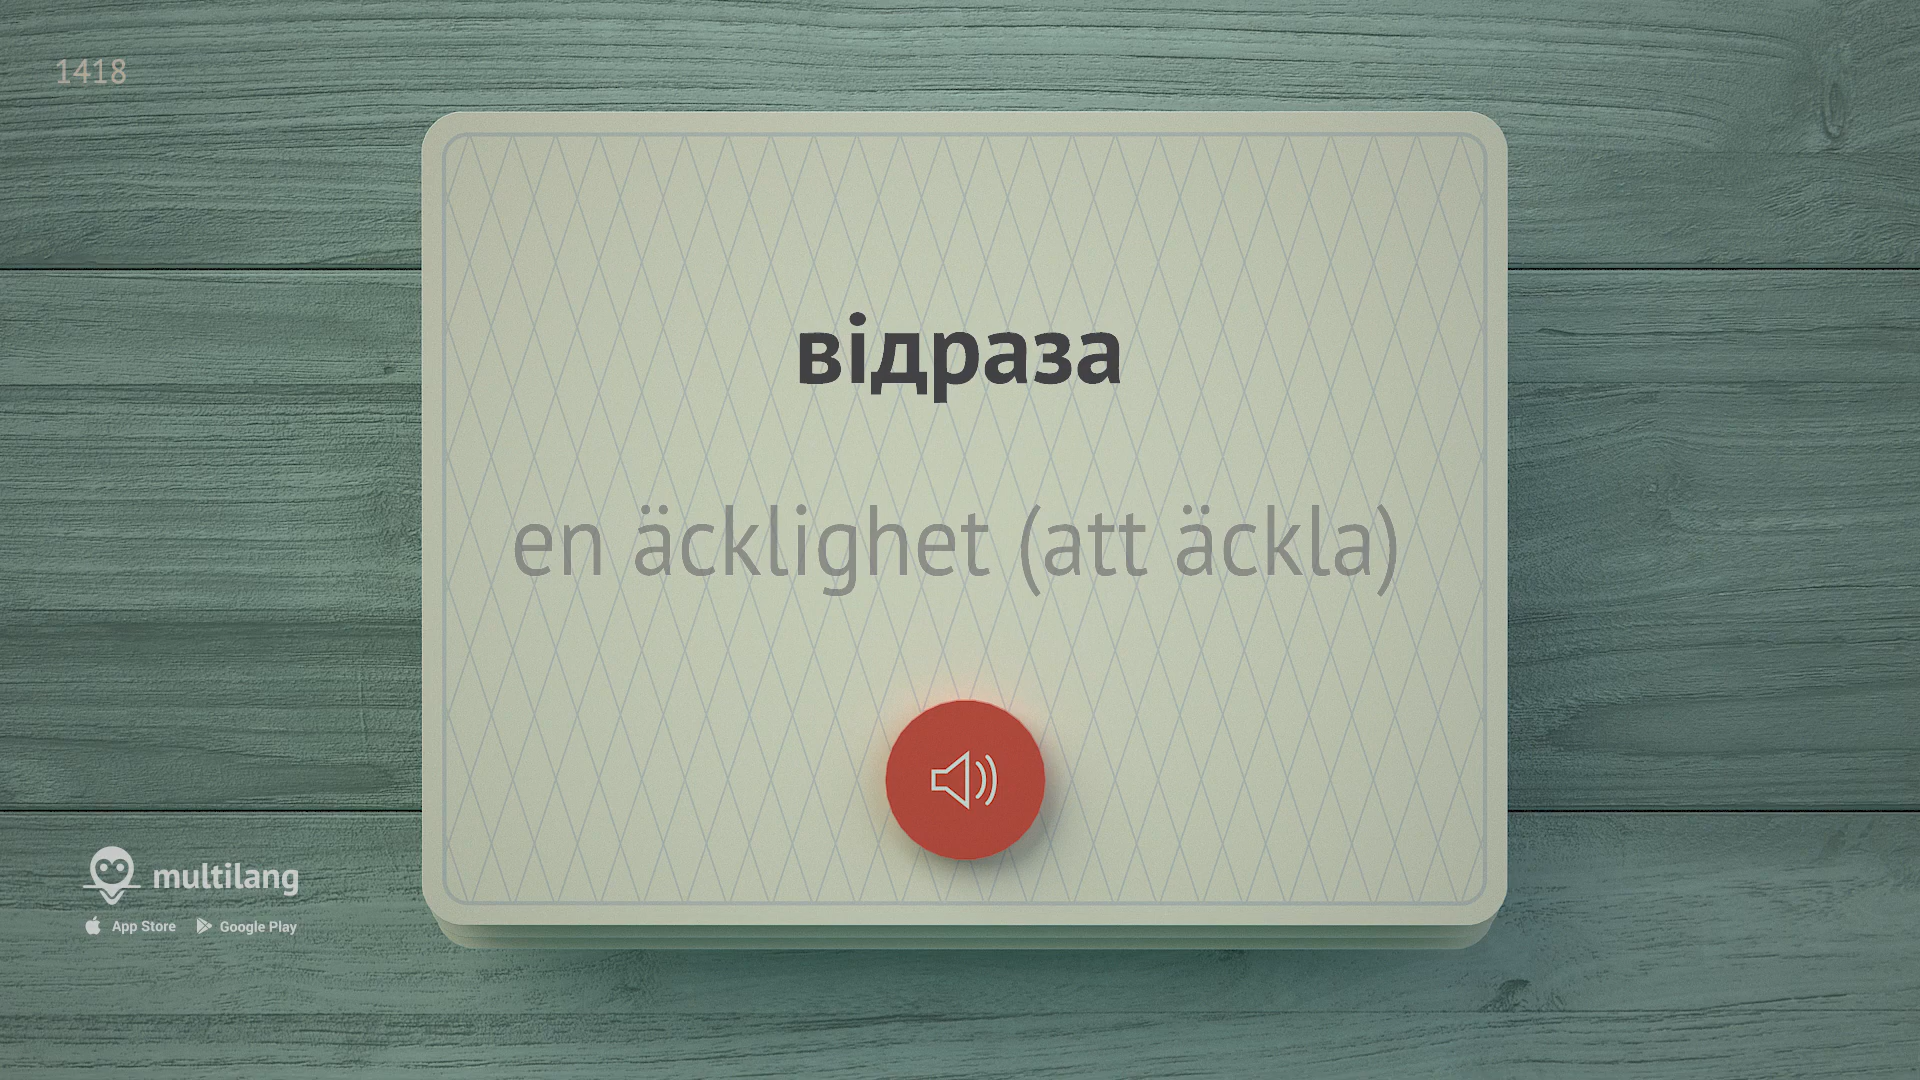 1418
відраза
en äcklighet (att äckla)
multilang
App Store Google Play